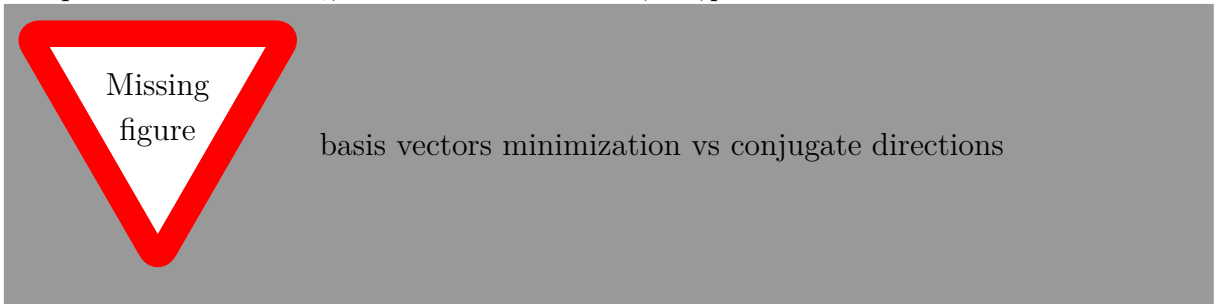 Missing
figure
basis vectors minimization vs conjugate directions